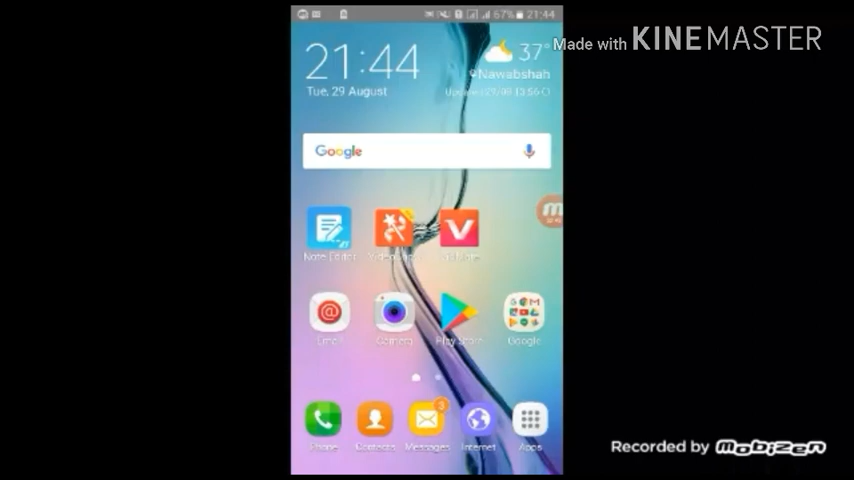 67% 21:44
Made with KINEMASTER
21:44
37°
Nawabshah
Tue, 29 August
Google
Note Editor
Email
Camera
Play Store
Google
3
Phone
Contacts
Messages
Internet
Apps
Recorded by mobizen